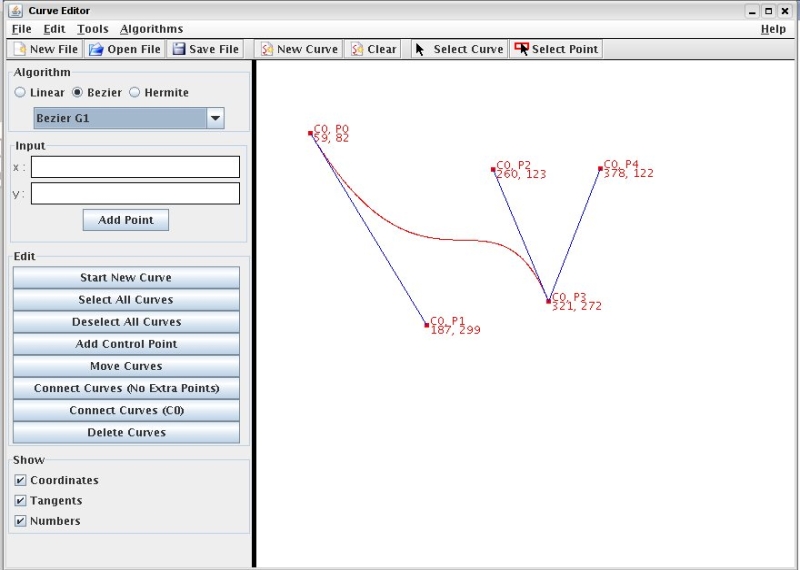 Curve Editor
File Edit Tools Algorithms Help
New File Open File Save File New Curve Clear Select Curve Select Point
Algorithm
Linear Bezier Hermite
Bezier G1
Input
x :
y :
Add Point
Edit
Start New Curve
Select All Curves
Deselect All Curves
Add Control Point
Move Curves
Connect Curves (No Extra Points)
Connect Curves (C0)
Delete Curves
Show
Coordinates
Tangents
Numbers
C0, P0
59, 82
C0, P2
260, 123
C0, P4
378, 122
C0, P3
321, 272
C0, P1
187, 299